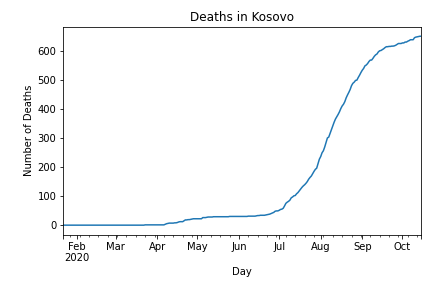 Deaths in Kosovo
Number of Deaths
600
500
400
300
200
100
0
Feb Mar Apr May Jun Jul Aug Sep Oct
2020
Day